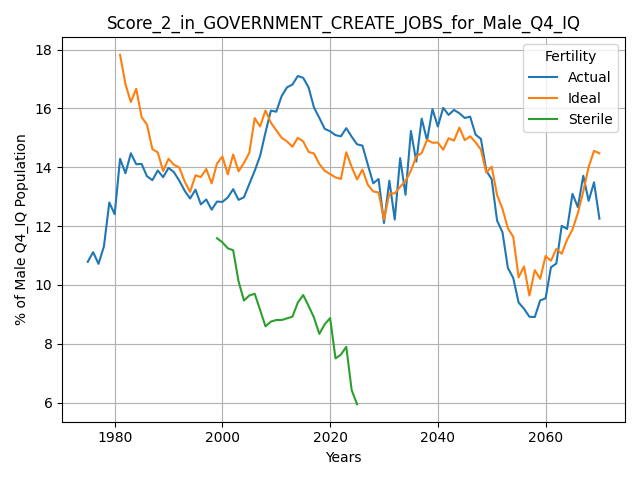 Score_2_in_GOVERNMENT_CREATE_JOBS_for_Male_Q4_IQ
Fertility
Actual
Ideal
Sterile
% of Male Q4_IQ Population
18
16
14
12
10
8
6
1980
2000
2020
2040
2060
Years